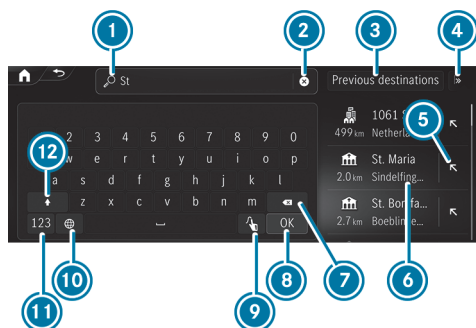 1
2
3
4
St
Previous destinations
»
1061
499 km Netherla
5
2 3 4 5 6 7 8 9 0
12
w e r t y u i o p
St. Maria
2.0 km Sindelfing...
a s d f g h j k l
z x c v b n m
St. Bonifa...
2.7 km Boeblinge...
123
OK
11
10
9
8
7
6